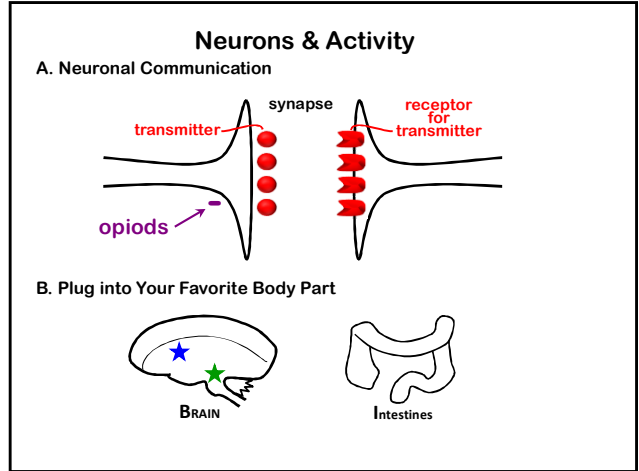 Neurons & Activity
A. Neuronal Communication
synapse
transmitter
receptor
for
transmitter
opiods
B. Plug into Your Favorite Body Part
BRAIN
Intestines